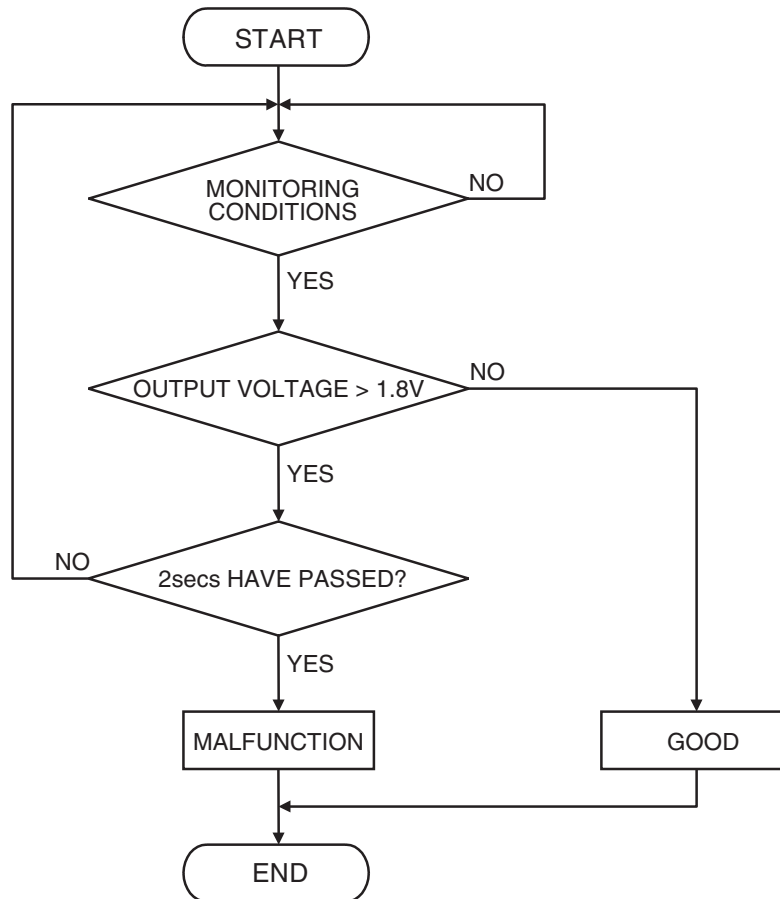 START
MONITORING
CONDITIONS
NO
YES
OUTPUT VOLTAGE > 1.8V
NO
YES
NO
2secs HAVE PASSED?
YES
MALFUNCTION
GOOD
END